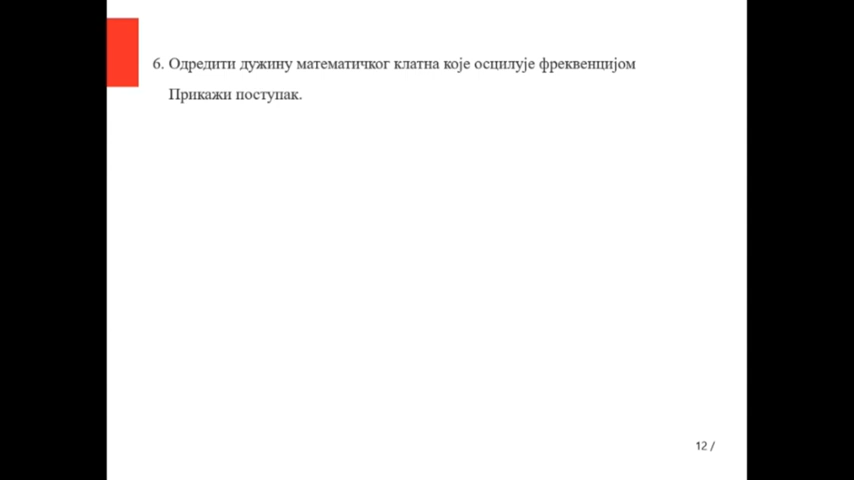 6. Одредити дужину математичког клатна које осцилује фреквенцијом
Прикажи поступак.
12 /